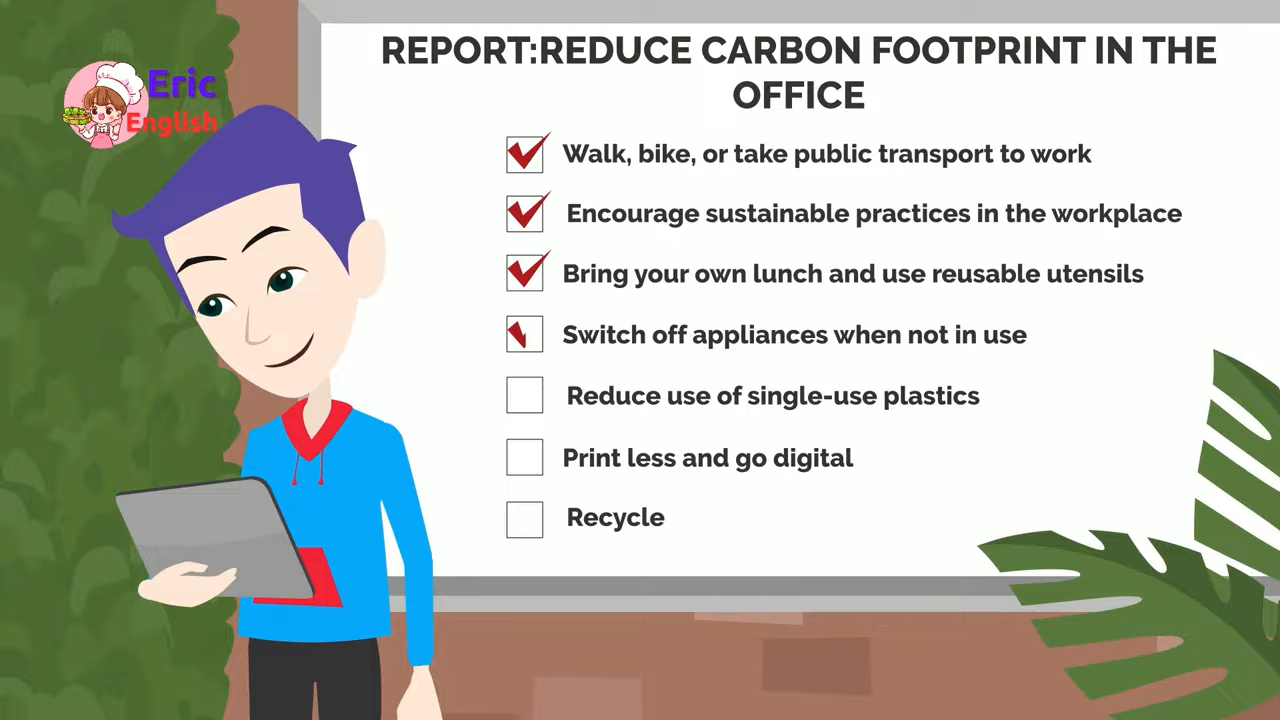 Eric
English
REPORT:REDUCE CARBON FOOTPRINT IN THE
OFFICE
Walk, bike, or take public transport to work
Encourage sustainable practices in the workplace
Bring your own lunch and use reusable utensils
Switch off appliances when not in use
Reduce use of single-use plastics
Print less and go digital
Recycle